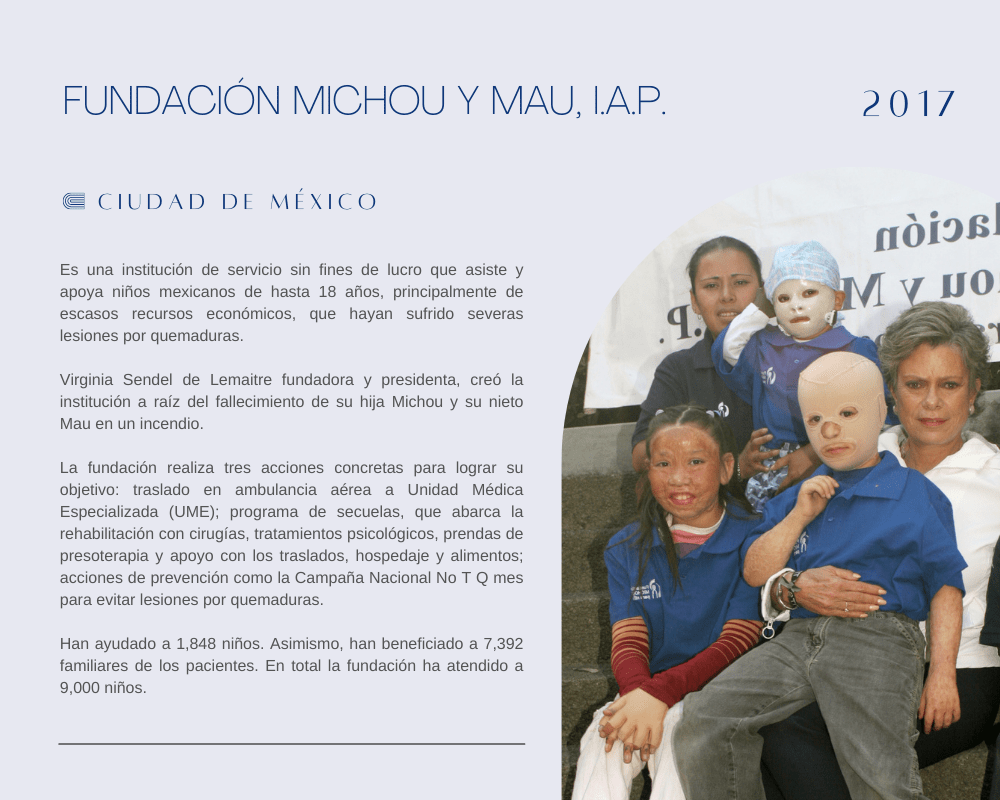 FUNDACIÓN MICHOU Y MAU, I.A.P.
2017
CIUDAD DE MÉXICO
Es una institución de servicio sin fines de lucro que asiste y
apoya niños mexicanos de hasta 18 años, principalmente de
escasos recursos económicos, que hayan sufrido severas
lesiones por quemaduras.
Virginia Sendel de Lemaitre fundadora y presidenta, creó la
institución a raíz del fallecimiento de su hija Michou y su nieto
Mau en un incendio.
La fundación realiza tres acciones concretas para lograr su
objetivo: traslado en ambulancia aérea a Unidad Médica
Especializada (UME); programa de secuelas, que abarca la
rehabilitación con cirugías, tratamientos psicológicos, prendas de
presoterapia y apoyo con los traslados, hospedaje y alimentos;
acciones de prevención como la Campaña Nacional No T Q mes
para evitar lesiones por quemaduras.
Han ayudado a 1,848 niños. Asimismo, han beneficiado a 7,392
familiares de los pacientes. En total la fundación ha atendido a
9,000 niños.
lación
hou y M
.P.